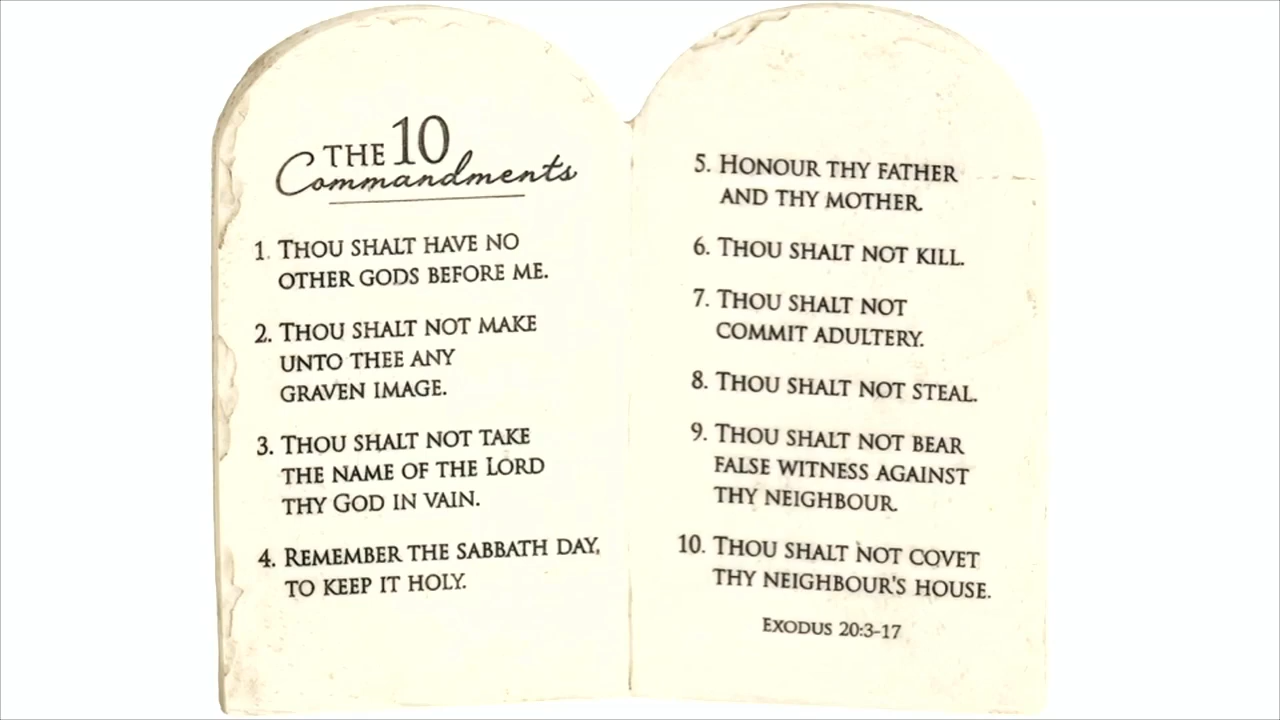 THE 10
Commandments
1. THOU SHALT HAVE NO
OTHER GODS BEFORE ME.
2. THOU SHALT NOT MAKE
UNTO THEE ANY
GRAVEN IMAGE.
3. THOU SHALT NOT TAKE
THE NAME OF THE LORD
THY GOD IN VAIN.
4. REMEMBER THE SABBATH DAY,
TO KEEP IT HOLY.
5. HONOUR THY FATHER
AND THY MOTHER.
6. THOU SHALT NOT KILL.
7. THOU SHALT NOT
COMMIT ADULTERY.
8. THOU SHALT NOT STEAL.
9. THOU SHALT NOT BEAR
FALSE WITNESS AGAINST
THY NEIGHBOUR.
10. THOU SHALT NOT COVET
THY NEIGHBOUR'S HOUSE.
EXODUS 20:3-17